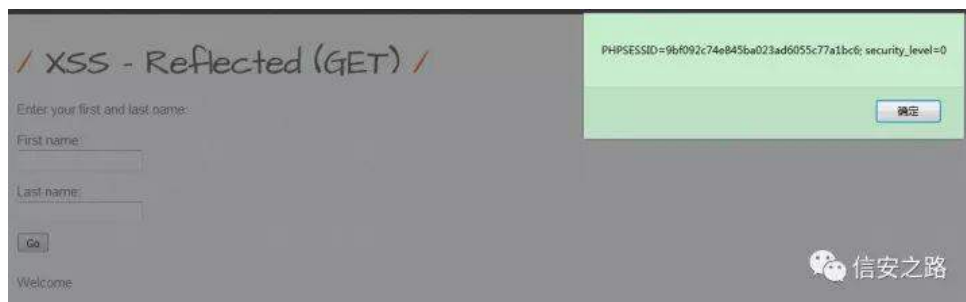 / XSS - Reflected (GET) /
Enter your first and last name:
First name:
Last name:
Go
Welcome
PHPSESSID=9bf092c74e845ba023ad6055c77a1bc6; security_level=0
确定
信安之路